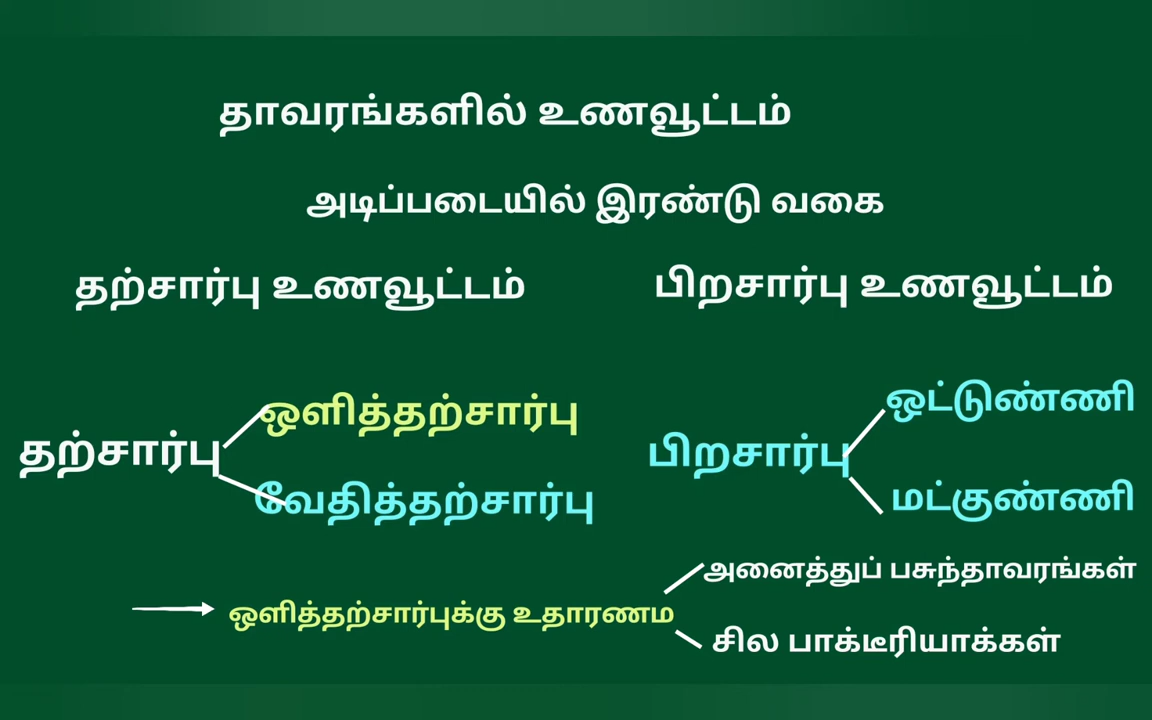 தாவரங்களில் உணவூட்டம்
அடிப்படையில் இரண்டு வகை
தற்சார்பு உணவூட்டம்
பிறசார்பு உணவூட்டம்
தற்சார்பு
ஒளித்தற்சார்பு
வேதித்தற்சார்பு
பிறசார்பு
ஒட்டுண்ணி
மட்குண்ணி
ஒளித்தற்சார்புக்கு உதாரணம
அனைத்துப் பசுந்தாவரங்கள்
சில பாக்டீரியாக்கள்